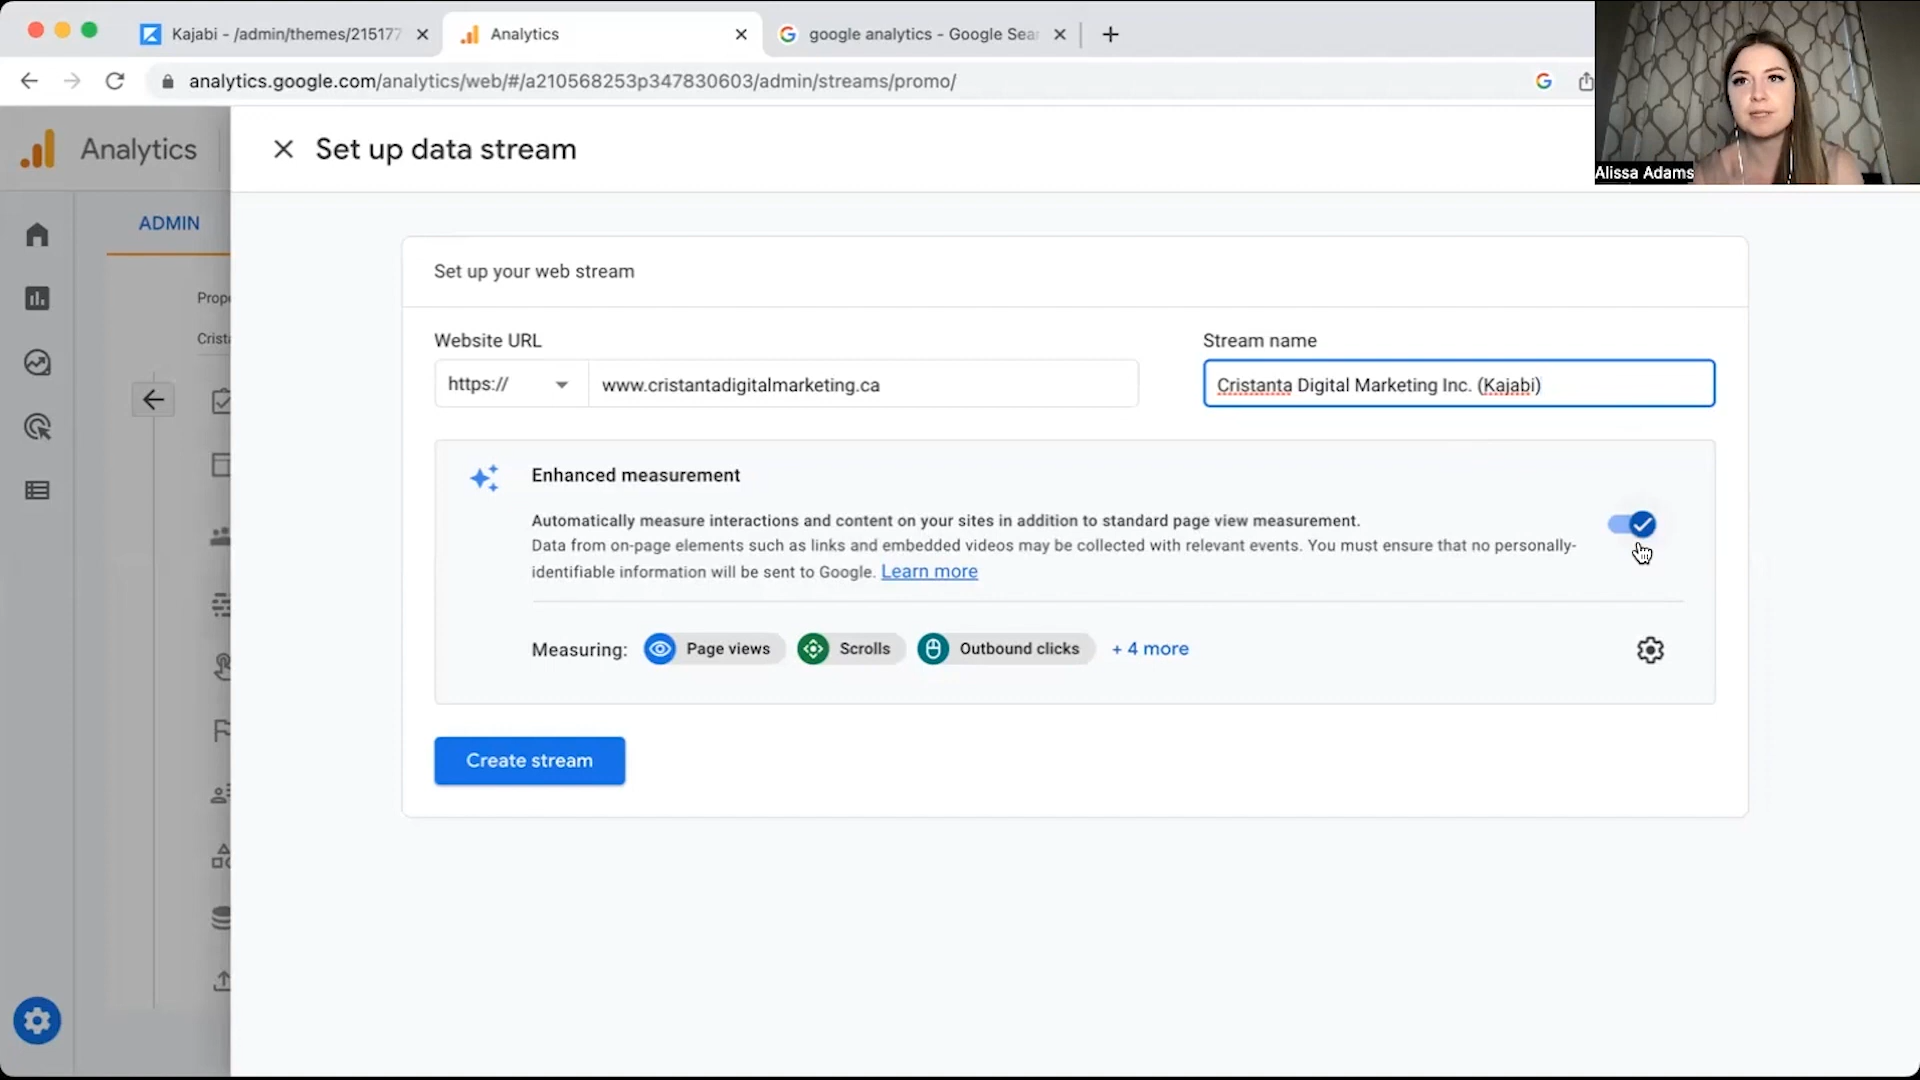 Kajabi - /admin/themes/215177
Analytics
google analytics - Google Sear
analytics.google.com/analytics/web/#/a210568253p347830603/admin/streams/promo/
Alissa Adams
Analytics
Set up data stream
ADMIN
Prope
Crista
Set up your web stream
Website URL
Stream name
https://
www.cristantadigitalmarketing.ca
Cristanta Digital Marketing Inc. (Kajabi)
Enhanced measurement
Automatically measure interactions and content on your sites in addition to standard page view measurement.
Data from on-page elements such as links and embedded videos may be collected with relevant events. You must ensure that no personally-
identifiable information will be sent to Google. Learn more
Measuring: Page views Scrolls Outbound clicks + 4 more
Create stream